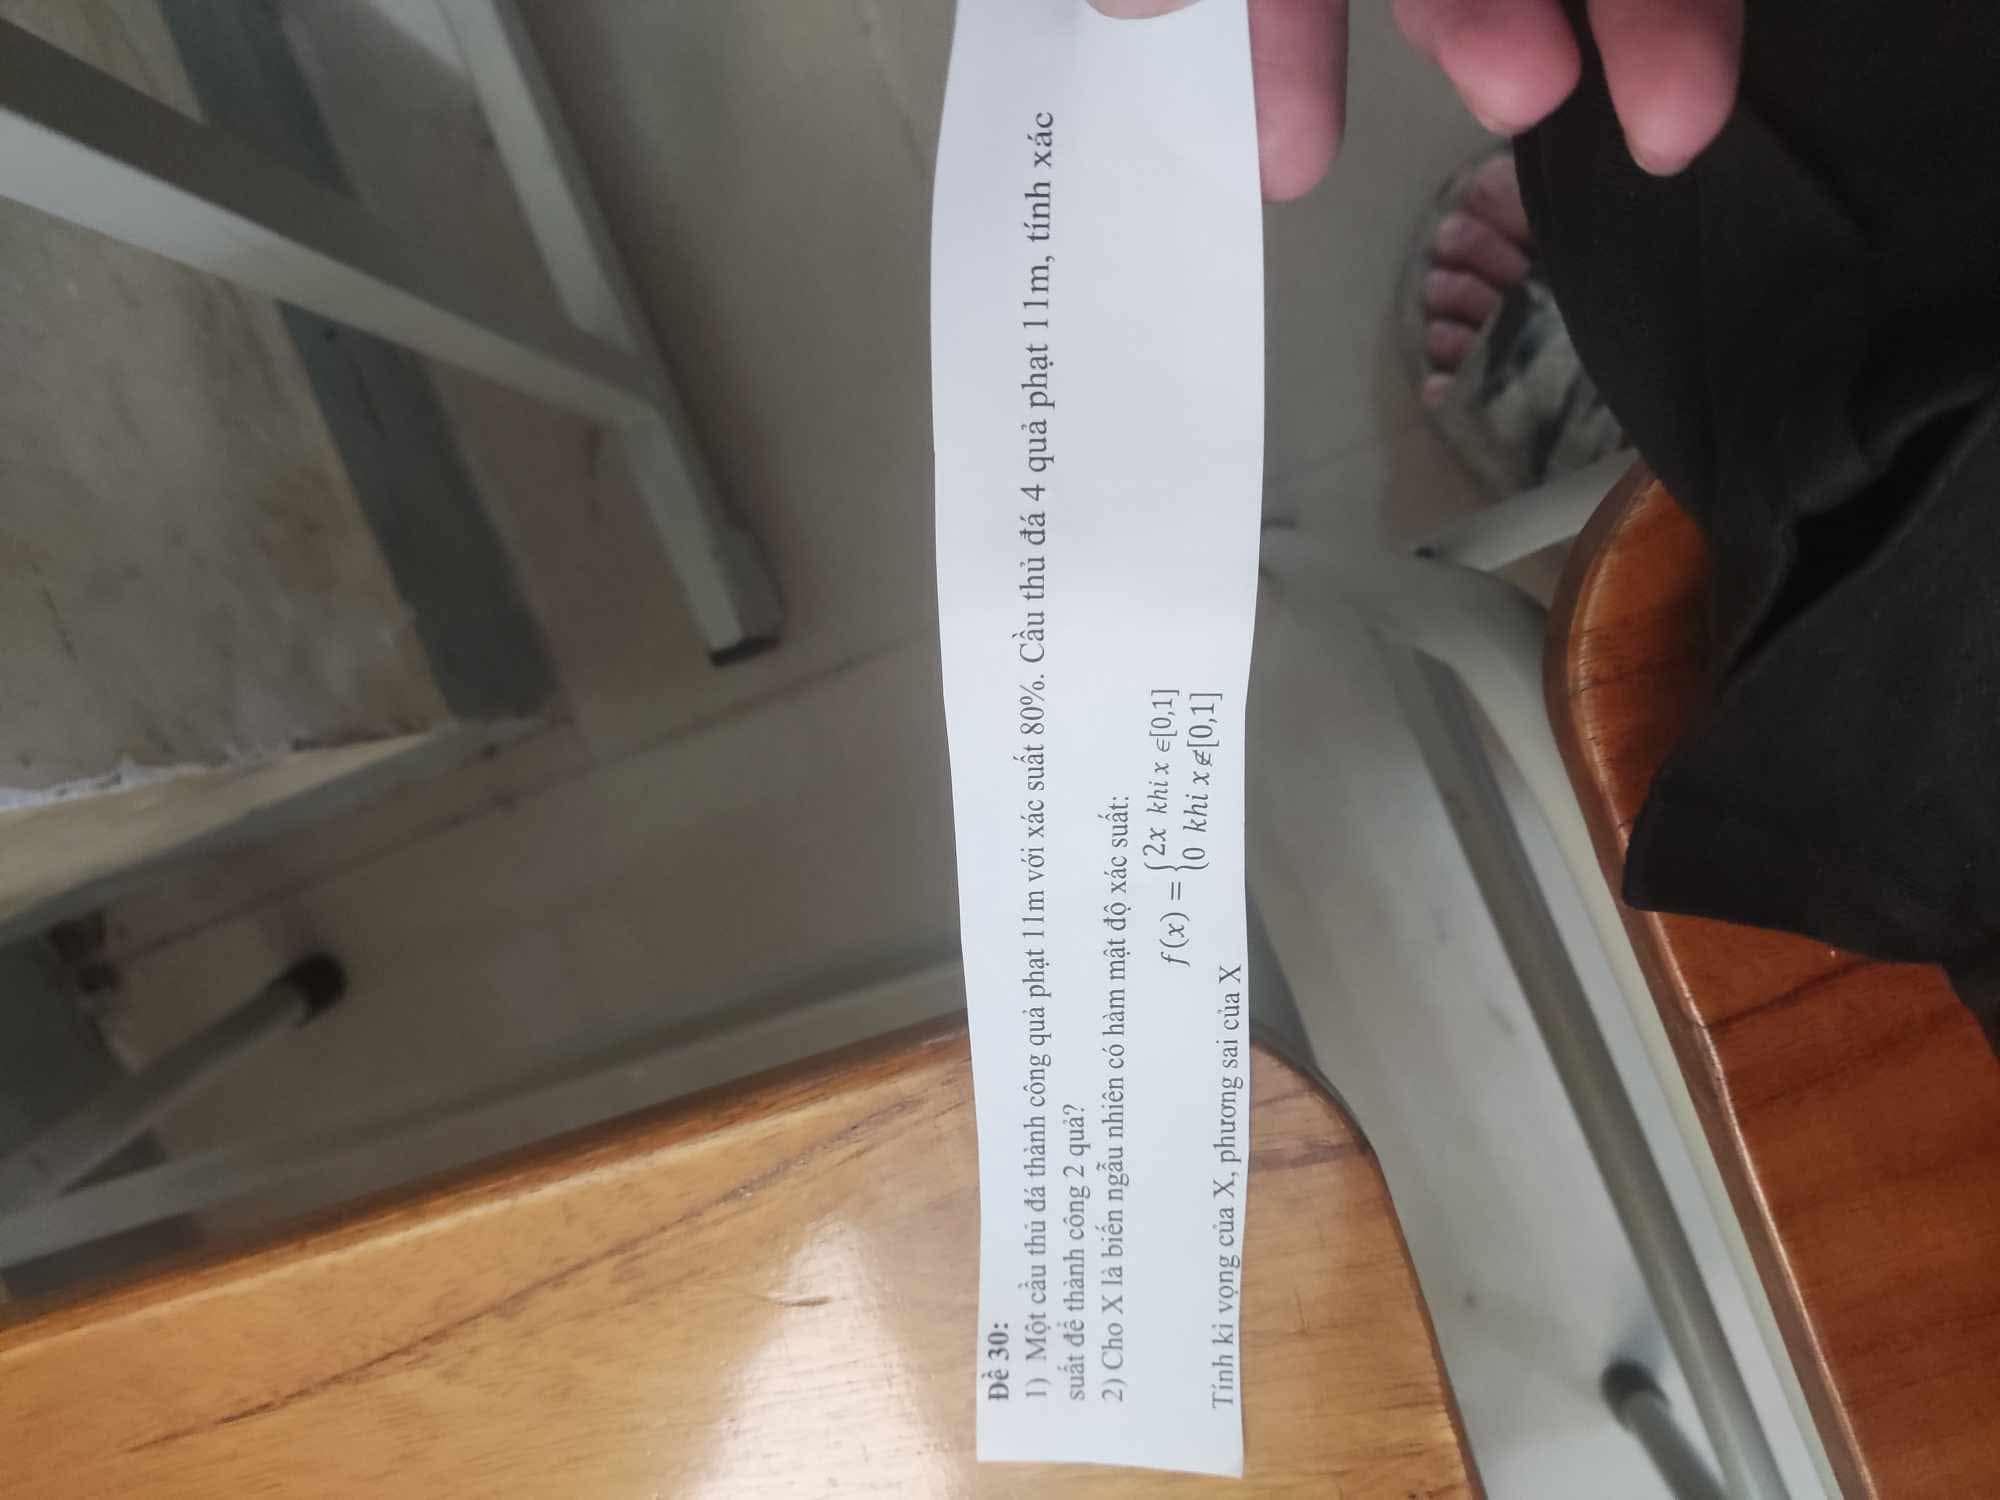 Đề 30:
1) Một cầu thủ đá thành công quả phạt 11m với xác suất 80%. Cầu thủ đá 4 quả phạt 11m, tính xác
suất để thành công 2 quả?
2) Cho X là biến ngẫu nhiên có hàm mật độ xác suất:
f(x) = {2x khi x ∈[0,1]
0 khi x ∉[0,1]
Tính kì vọng của X, phương sai của X